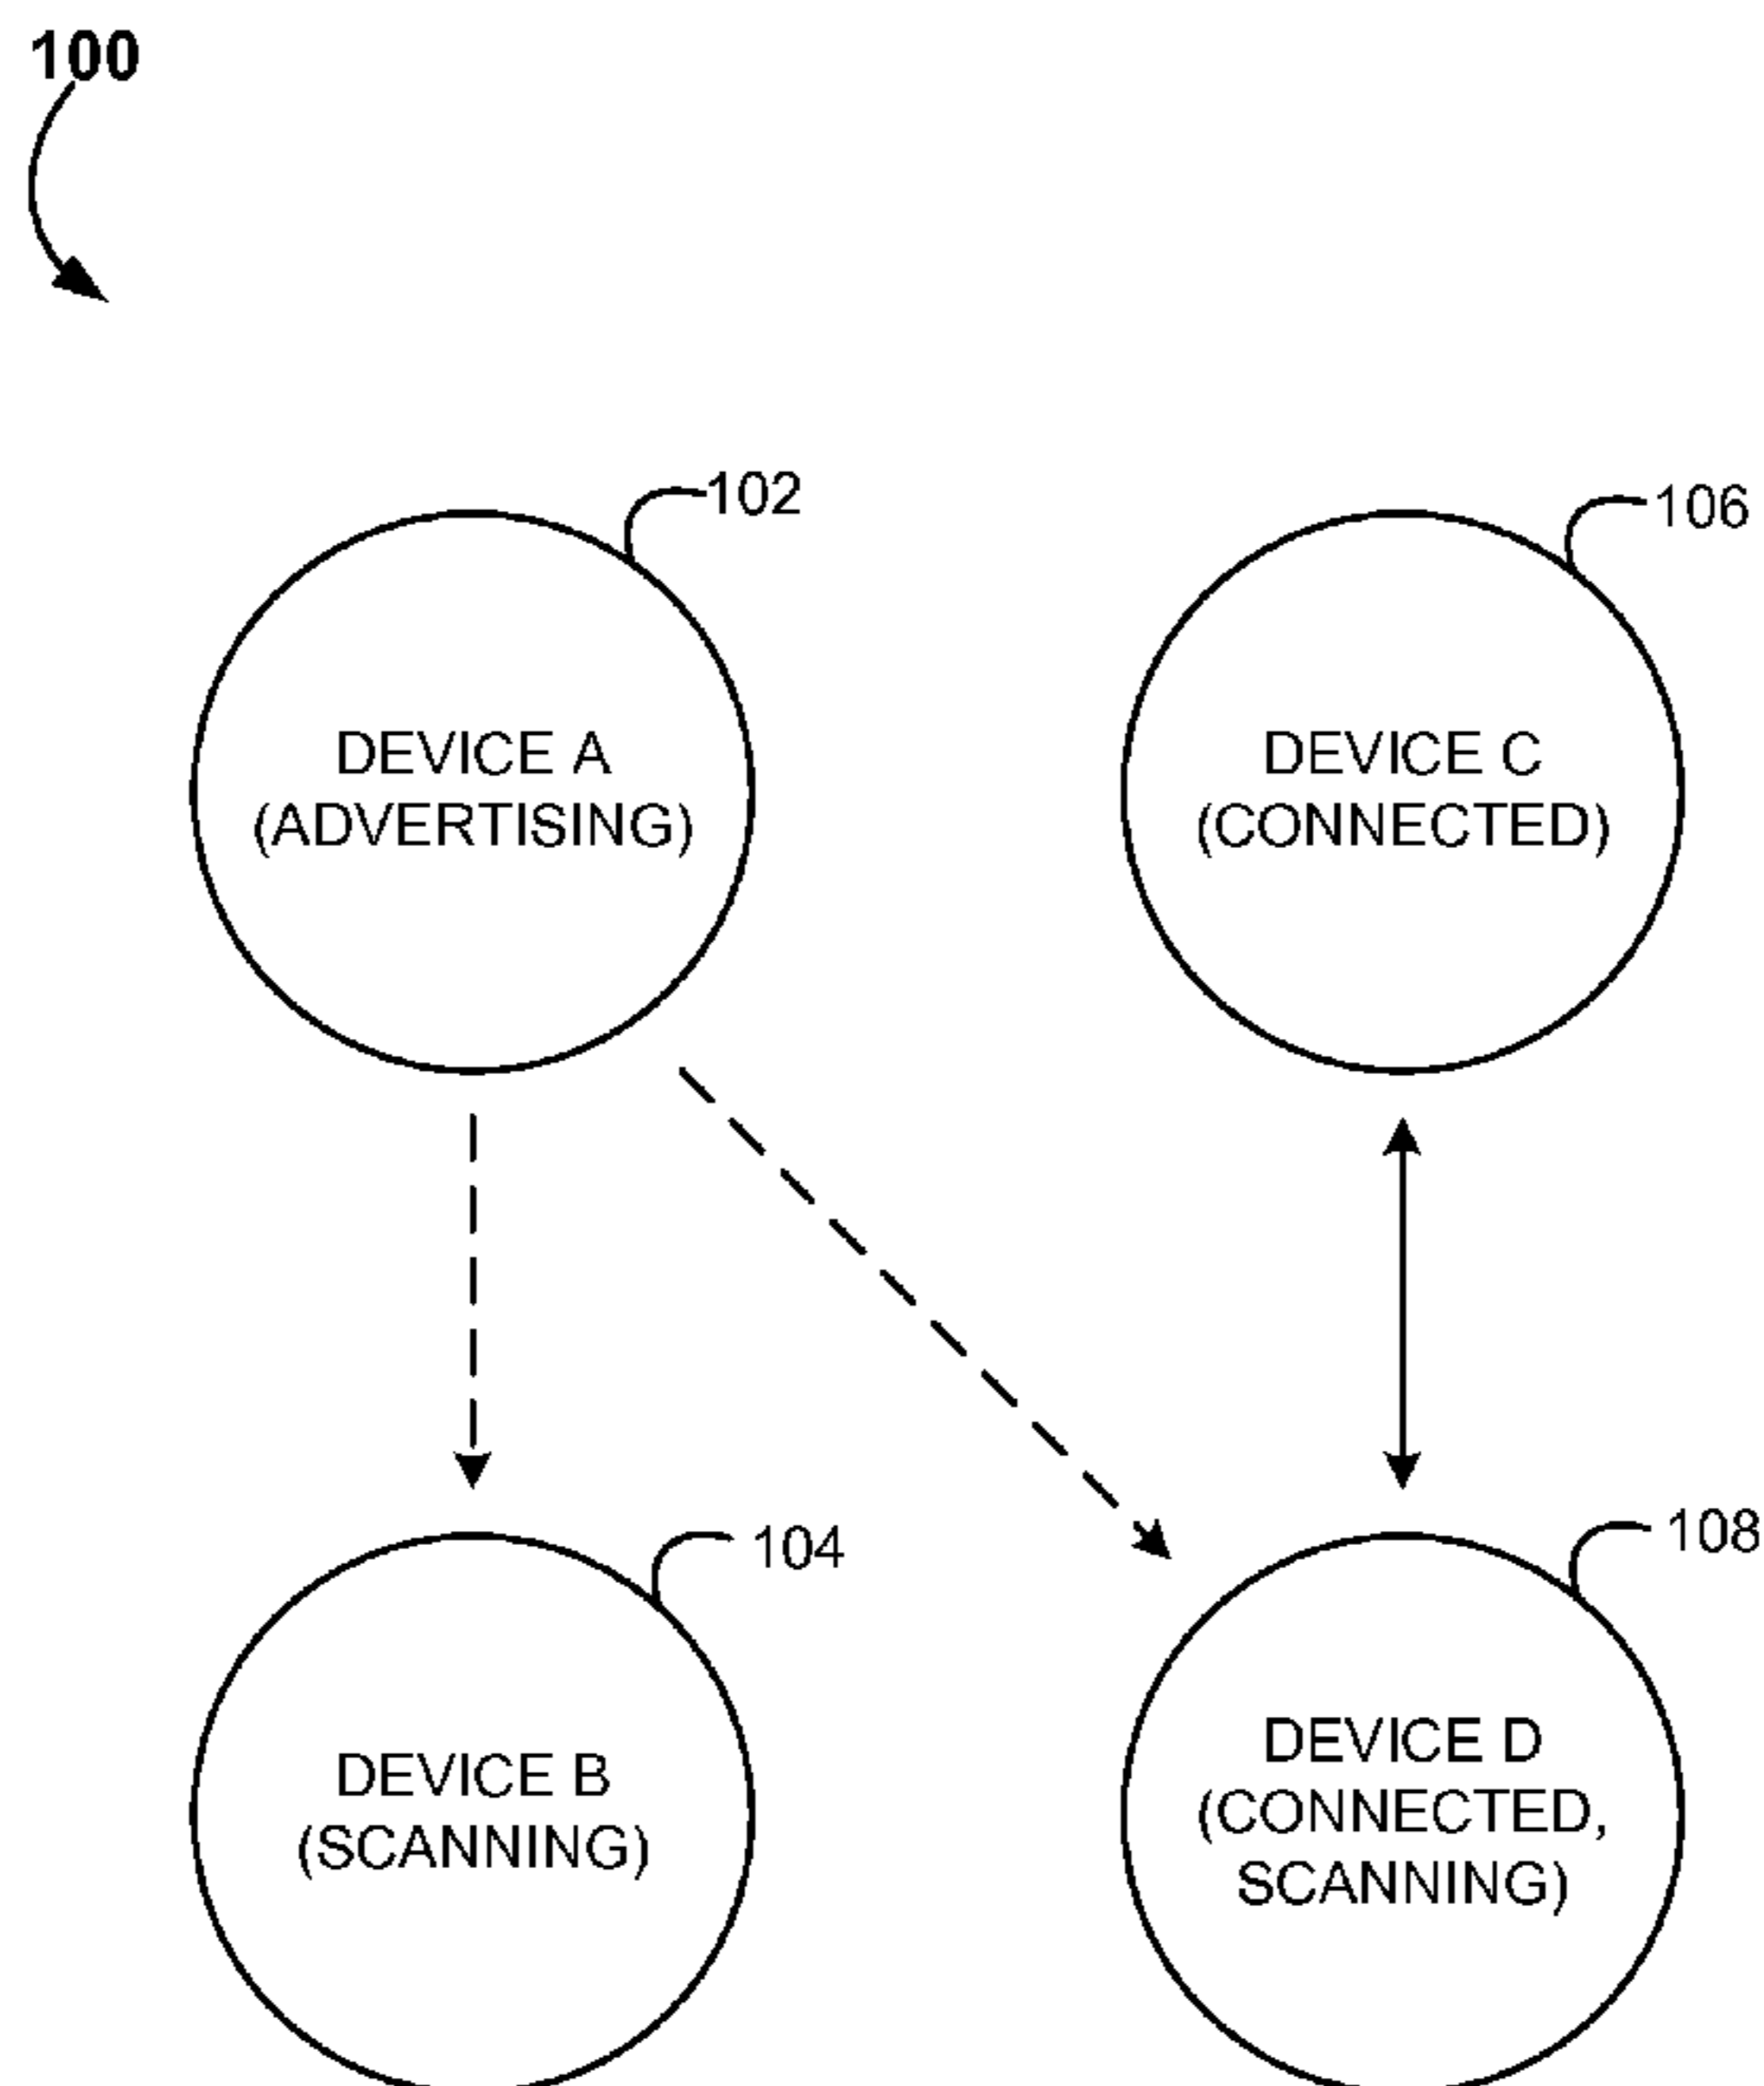 100
102
106
DEVICE A
(ADVERTISING)
DEVICE C
(CONNECTED)
104
108
DEVICE B
(SCANNING)
DEVICE D
(CONNECTED,
SCANNING)